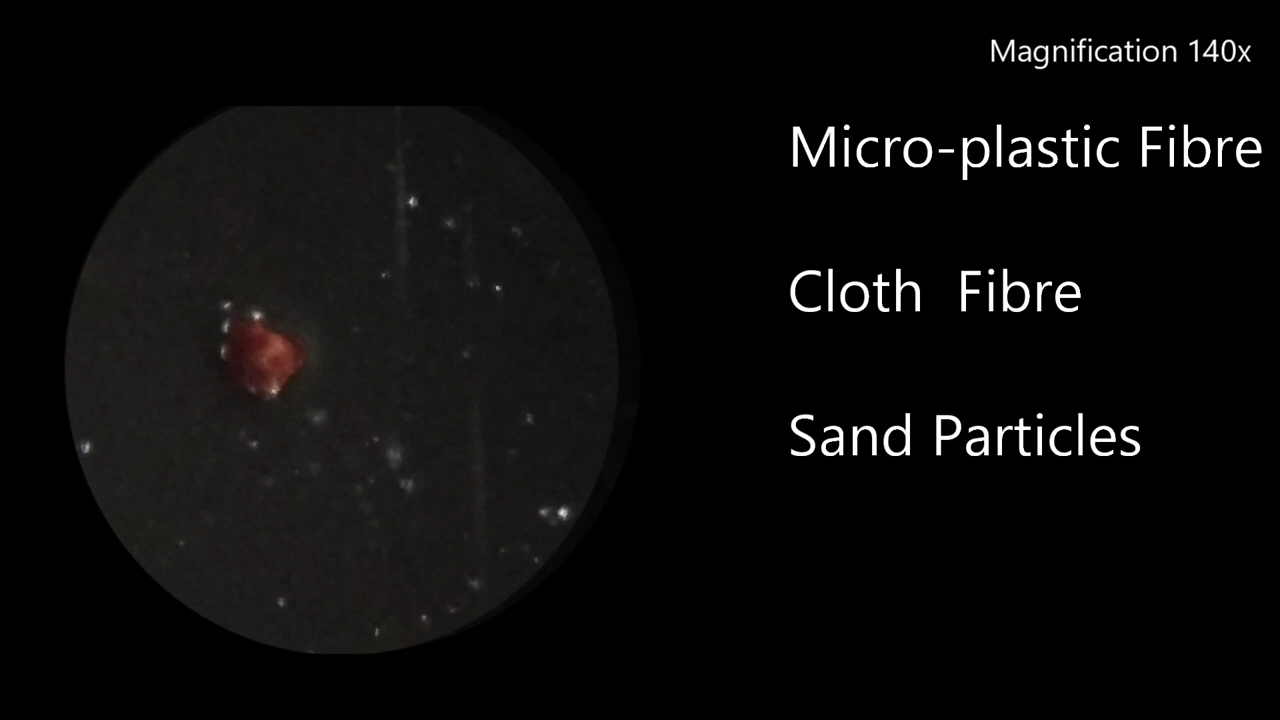 Magnification 140x
Micro-plastic Fibre
Cloth  Fibre
Sand Particles